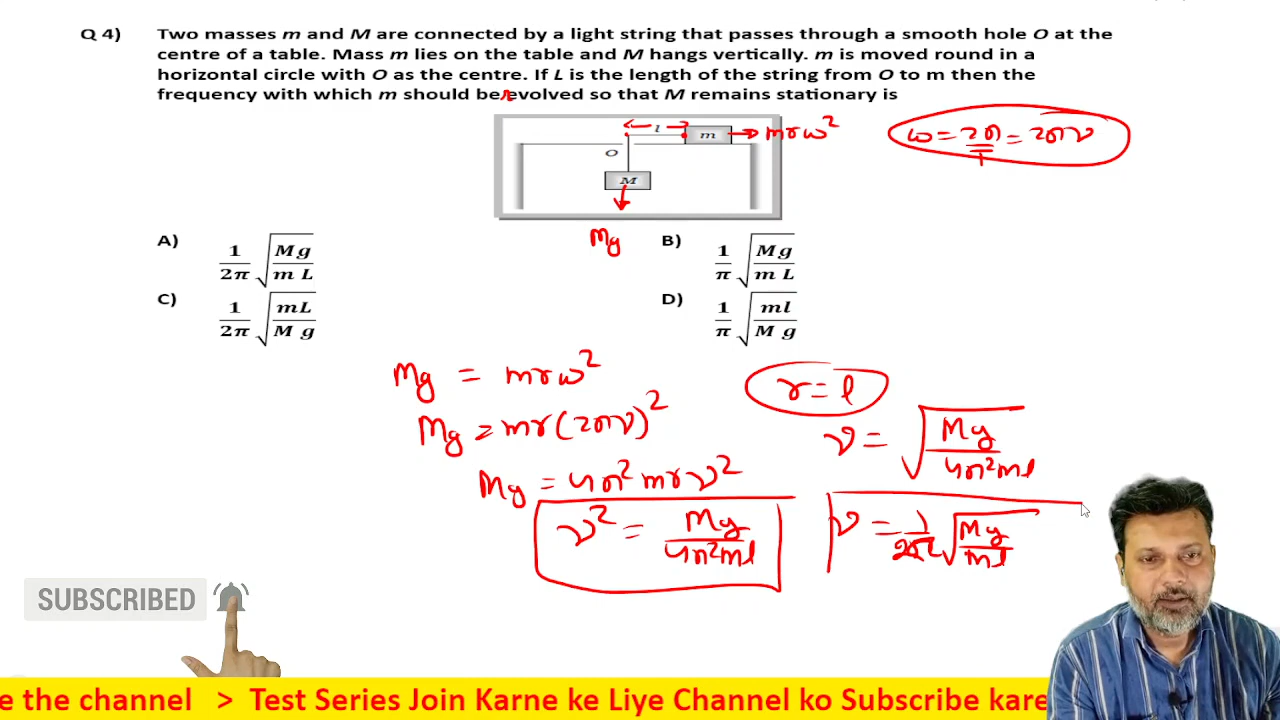 Q 4) Two masses m and M are connected by a light string that passes through a smooth hole O at the
centre of a table. Mass m lies on the table and M hangs vertically. m is moved round in a
horizontal circle with O as the centre. If L is the length of the string from O to m then the
frequency with which m should be revolved so that M remains stationary is
l
m → mrω²
ω = 2π/T = 2πν
O
M
Mg
A) 1/2π √(Mg/m L)
B) 1/π √(Mg/m L)
C) 1/2π √(mL/M g)
D) 1/π √(ml/M g)
Mg = mrω²
r = l
Mg = mr(2πν)²
ν = √(Mg/4π²ml)
Mg = 4π²mrν²
ν² = Mg/4π²ml
ν = 1/2π √(Mg/ml)
SUBSCRIBED
e the channel > Test Series Join Karne ke Liye Channel ko Subscribe kare